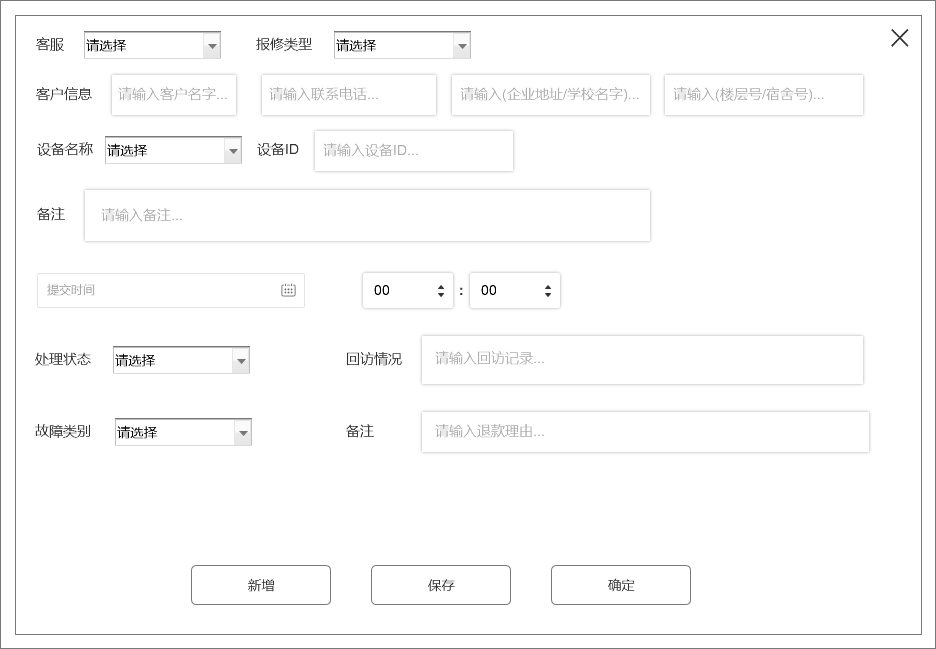 客服 请选择 报修类型 请选择
客户信息 请输入客户名字... 请输入联系电话... 请输入(企业地址/学校名字)... 请输入(楼层号/宿舍号)...
设备名称 请选择 设备ID 请输入设备ID...
备注 请输入备注...
提交时间 00 : 00
处理状态 请选择 回访情况 请输入回访记录...
故障类别 请选择 备注 请输入退款理由...
新增 保存 确定